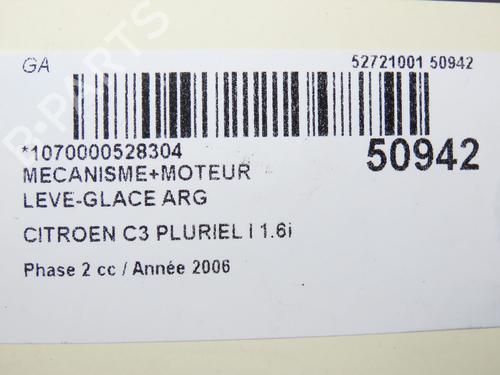 GA
52721001 50942
*1070000528304
50942
MECANISME+MOTEUR
LEVE-GLACE ARG
CITROEN C3 PLURIEL I 1.6i
Phase 2 cc / Année 2006
B-PARTS